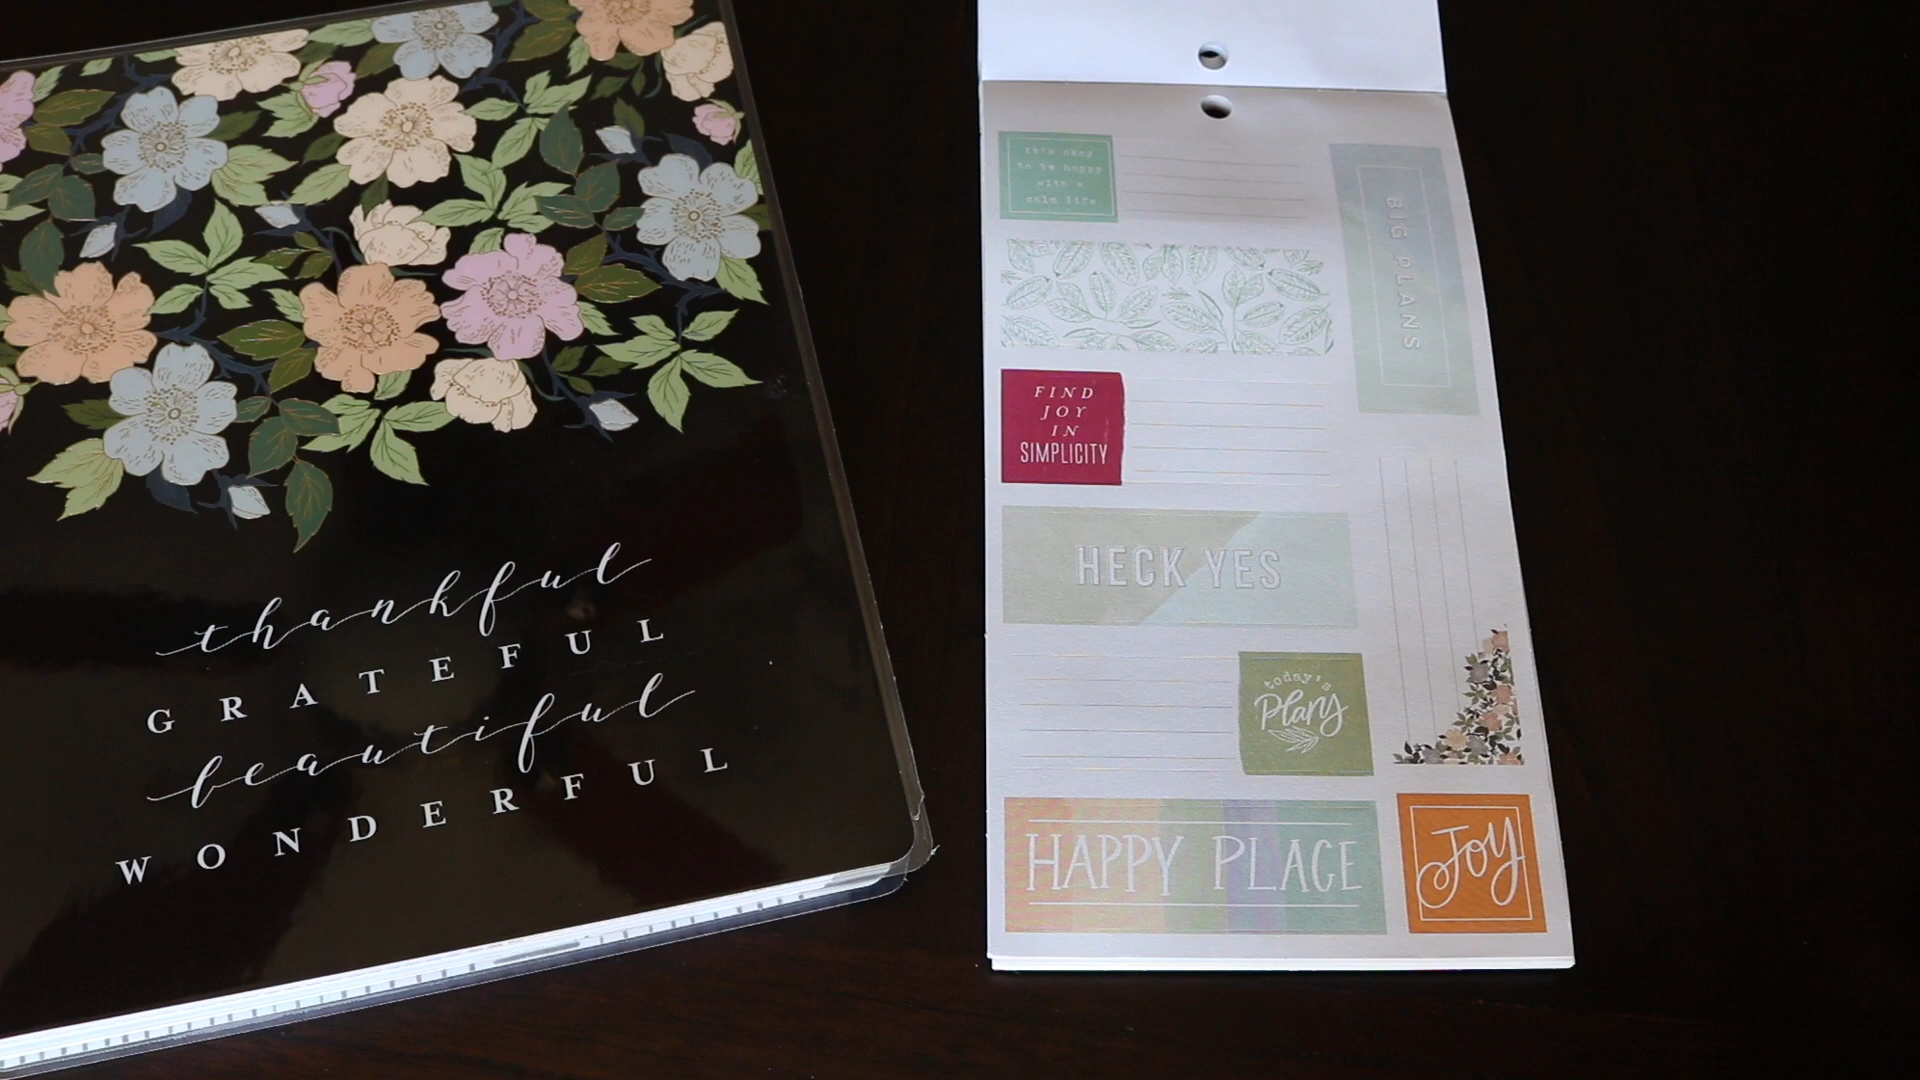 thankful
GRATEFUL
beautiful
WONDERFUL
it's okay
to be happy
with a
calm life
BIG PLANS
FIND
JOY
IN
SIMPLICITY
HECK YES
today's
Plans
HAPPY PLACE
Joy